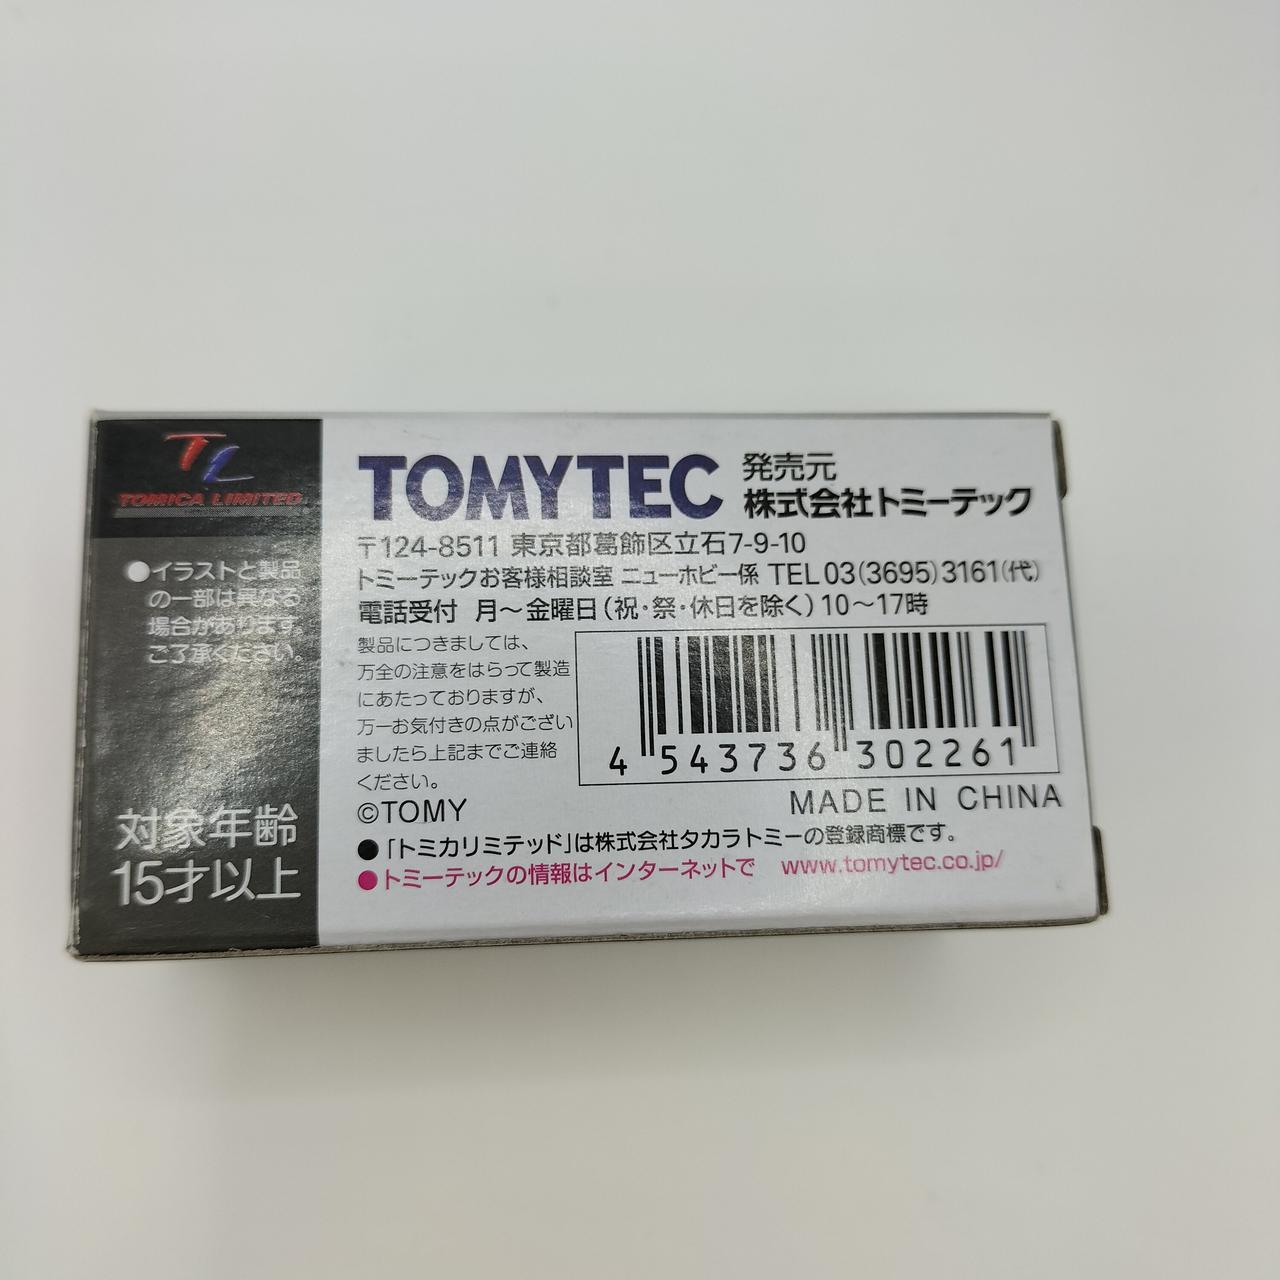 TL
TOMICA LIMITED
●イラストと製品
の一部は異なる
場合があります。
ご了承ください。
対象年齢
15才以上
TOMYTEC
発売元
株式会社トミーテック
〒124-8511 東京都葛飾区立石7-9-10
トミーテックお客様相談室 ニューホビー係 TEL 03(3695)3161(代)
電話受付 月～金曜日(祝・祭・休日を除く)10～17時
製品につきましては、
万全の注意をはらって製造
にあたっておりますが、
万一お気付きの点がござい
ましたら上記までご連絡
ください。
4 543736 302261
©TOMY
MADE IN CHINA
●「トミカリミテッド」は株式会社タカラトミーの登録商標です。
●トミーテックの情報はインターネットで www.tomytec.co.jp/